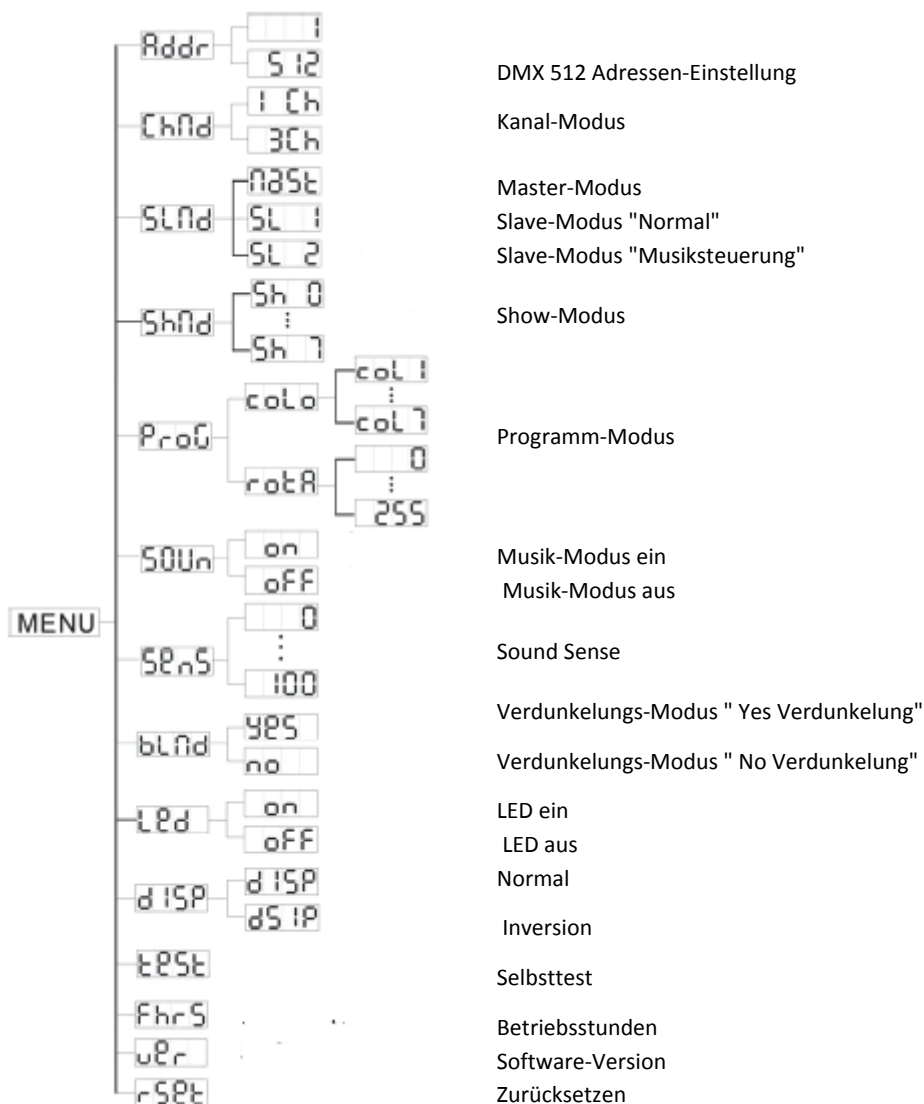 Addr
1
512
DMX 512 Adressen-Einstellung
ChMd
1 Ch
3Ch
Kanal-Modus
SLMd
MaSt
SL 1
SL 2
Master-Modus
Slave-Modus "Normal"
Slave-Modus "Musiksteuerung"
ShMd
Sh 0
Sh 7
Show-Modus
ProG
coLo
coL1
coL7
rotA
0
255
Programm-Modus
SOUn
on
oFF
Musik-Modus ein
Musik-Modus aus
MENU
SenS
0
100
Sound Sense
bLMd
yeS
no
Verdunkelungs-Modus " Yes Verdunkelung"
Verdunkelungs-Modus " No Verdunkelung"
Led
on
oFF
LED ein
LED aus
dISP
dISP
dSIP
Normal
Inversion
teSt
Selbsttest
FhrS
Betriebsstunden
ver
Software-Version
rSet
Zurücksetzen